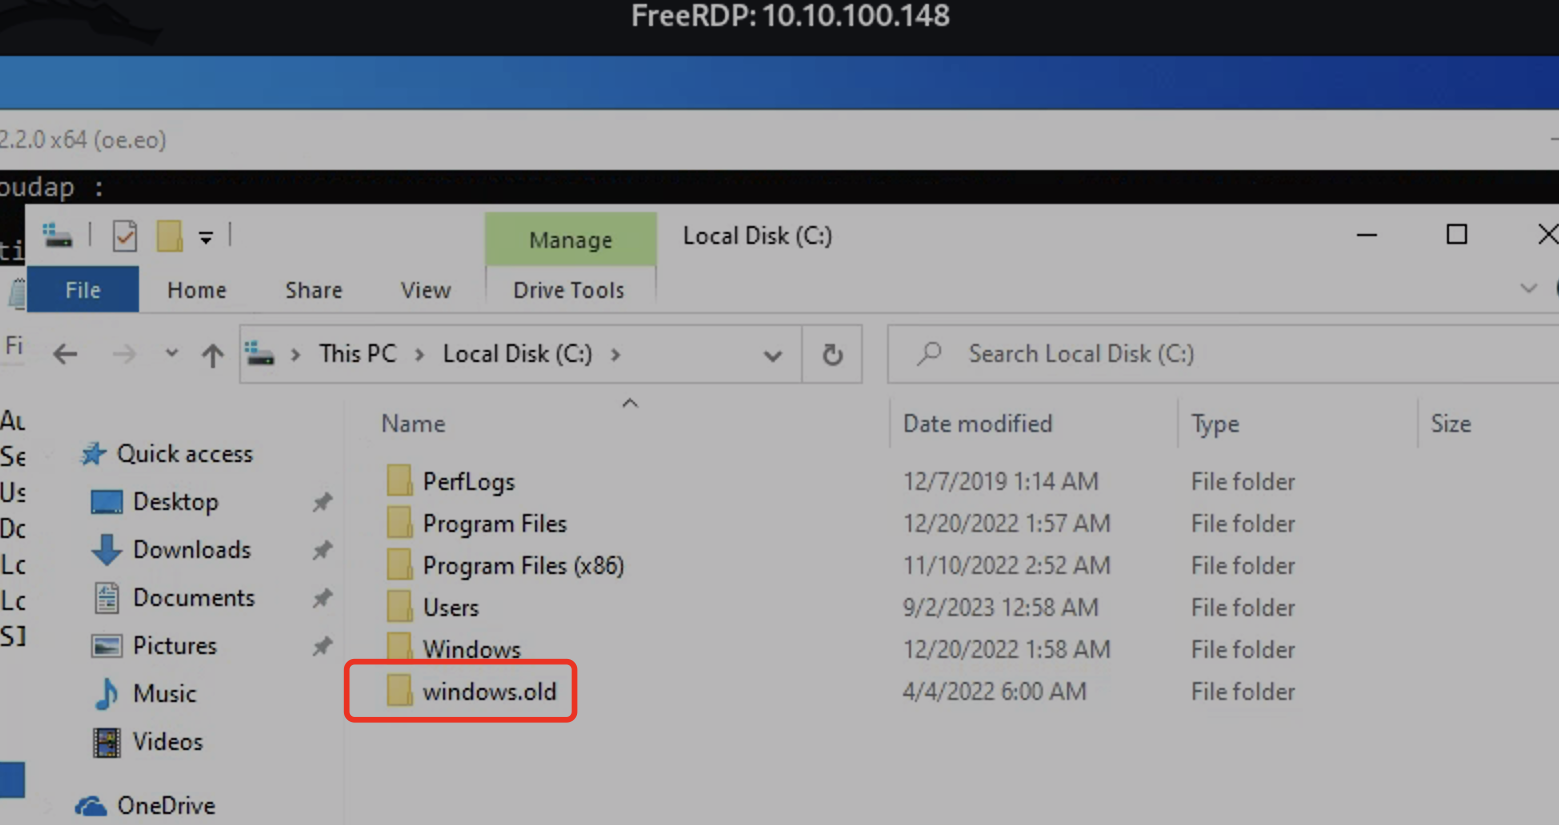 FreeRDP: 10.10.100.148
2.2.0 x64 (oe.eo)
oudap :
ti
Manage
Local Disk (C:)
File
Home
Share
View
Drive Tools
Fi
This PC
Local Disk (C:)
Search Local Disk (C:)
Au
Se
Us
Do
Lo
Lo
SI
Name
Date modified
Type
Size
Quick access
Desktop
Downloads
Documents
Pictures
Music
Videos
OneDrive
PerfLogs 12/7/2019 1:14 AM File folder
Program Files 12/20/2022 1:57 AM File folder
Program Files (x86) 11/10/2022 2:52 AM File folder
Users 9/2/2023 12:58 AM File folder
Windows 12/20/2022 1:58 AM File folder
windows.old 4/4/2022 6:00 AM File folder